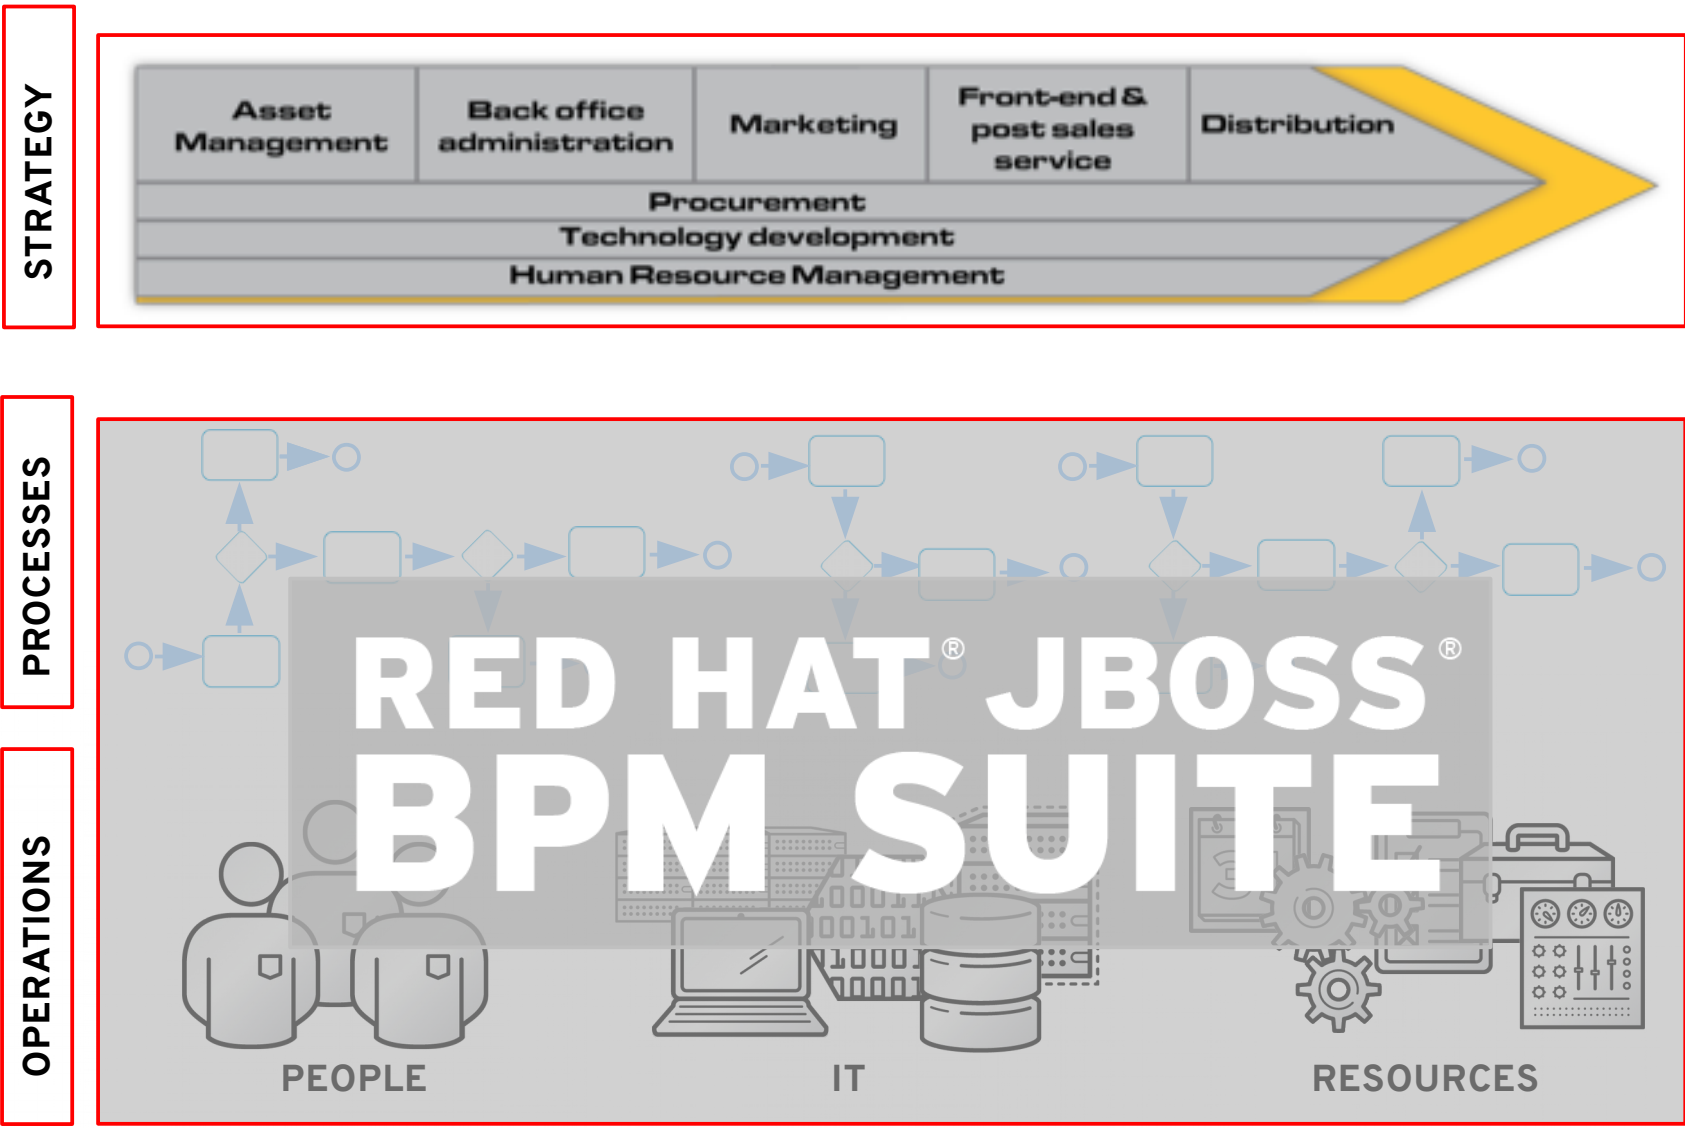 STRATEGY
Asset
Management
Back office
administration
Marketing
Front-end &
post sales
service
Distribution
Procurement
Technology development
Human Resource Management
PROCESSES
RED HAT® JBOSS®
BPM SUITE
OPERATIONS
PEOPLE
IT
RESOURCES